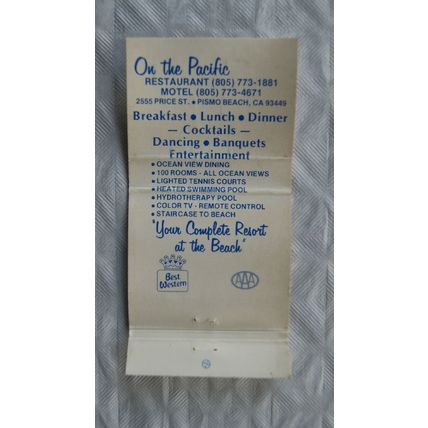 On the Pacific
RESTAURANT (805) 773-1881
MOTEL (805) 773-4671
2555 PRICE ST. • PISMO BEACH, CA 93449
Breakfast • Lunch • Dinner
— Cocktails —
Dancing • Banquets
Entertainment
• OCEAN VIEW DINING
• 100 ROOMS - ALL OCEAN VIEWS
• LIGHTED TENNIS COURTS
• HEATED SWIMMING POOL
• HYDROTHERAPY POOL
• COLOR TV - REMOTE CONTROL
• STAIRCASE TO BEACH
"Your Complete Resort
at the Beach"
Best
Western
AAA